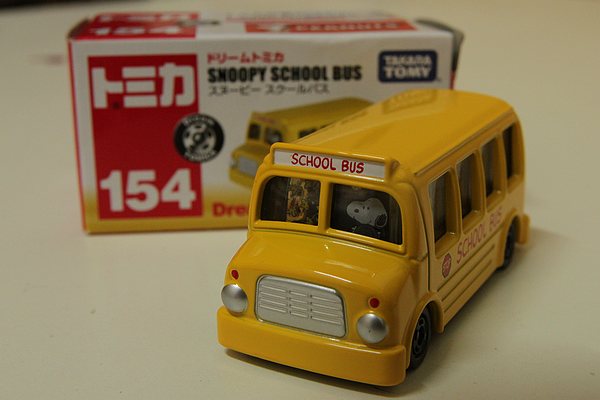 トミカ
154
ドリームトミカ
SNOOPY SCHOOL BUS
スヌーピー スクールバス
TAKARA
TOMY
Dre
SCHOOL BUS
SCHOOL BUS